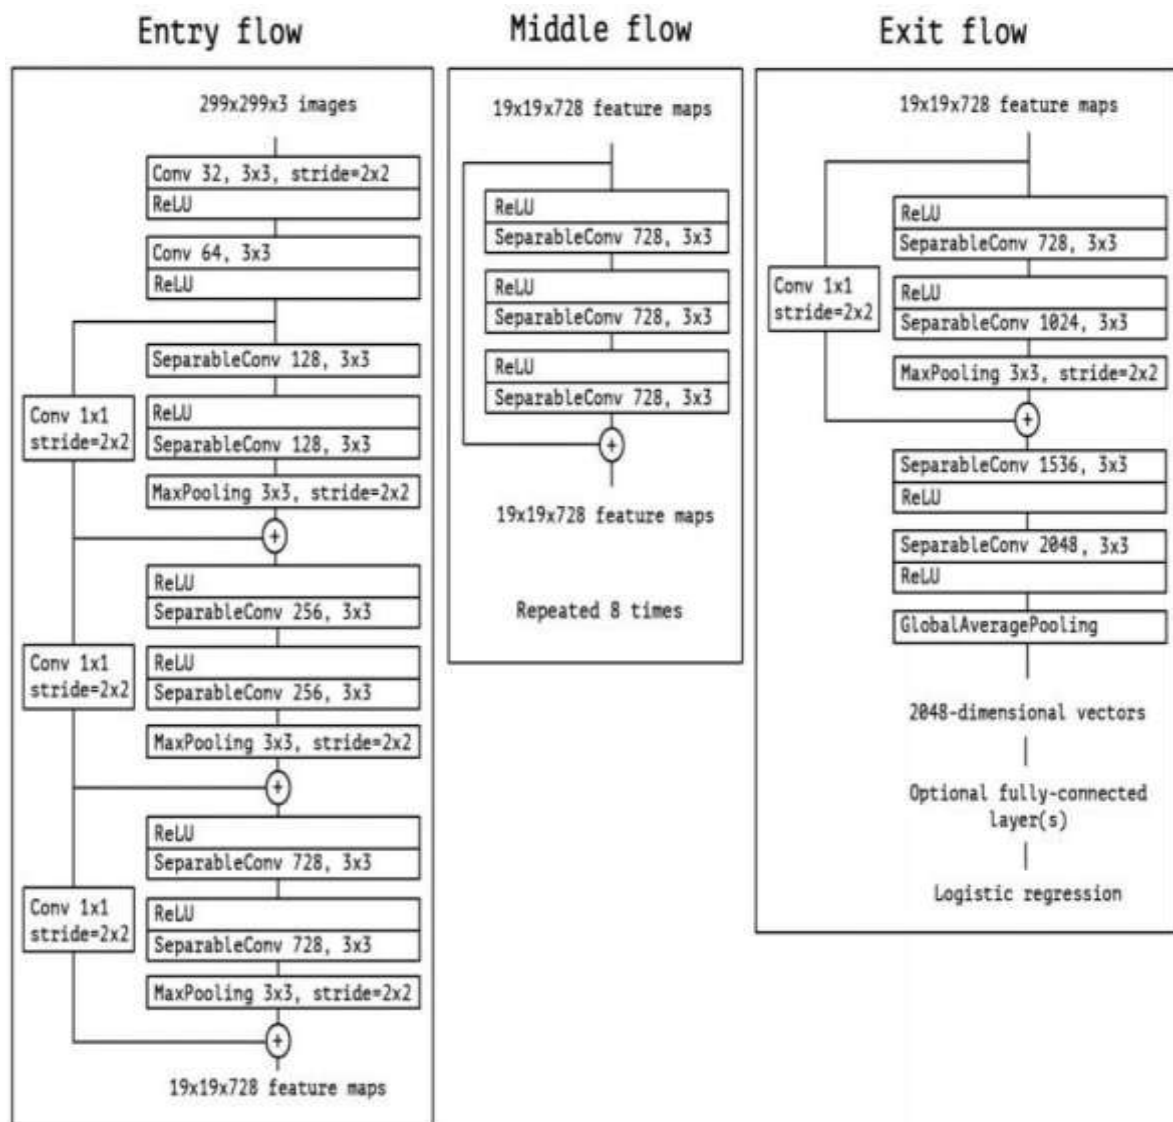 Entry flow
299x299x3 images
Conv 32, 3x3, stride=2x2
ReLU
Conv 64, 3x3
ReLU
SeparableConv 128, 3x3
Conv 1x1
stride=2x2
ReLU
SeparableConv 128, 3x3
MaxPooling 3x3, stride=2x2
+
ReLU
SeparableConv 256, 3x3
Conv 1x1
stride=2x2
ReLU
SeparableConv 256, 3x3
MaxPooling 3x3, stride=2x2
+
ReLU
SeparableConv 728, 3x3
Conv 1x1
stride=2x2
ReLU
SeparableConv 728, 3x3
MaxPooling 3x3, stride=2x2
+
19x19x728 feature maps
Middle flow
19x19x728 feature maps
ReLU
SeparableConv 728, 3x3
ReLU
SeparableConv 728, 3x3
ReLU
SeparableConv 728, 3x3
+
19x19x728 feature maps
Repeated 8 times
Exit flow
19x19x728 feature maps
ReLU
SeparableConv 728, 3x3
Conv 1x1
stride=2x2
ReLU
SeparableConv 1024, 3x3
MaxPooling 3x3, stride=2x2
+
SeparableConv 1536, 3x3
ReLU
SeparableConv 2048, 3x3
ReLU
GlobalAveragePooling
2048-dimensional vectors
Optional fully-connected
layer(s)
Logistic regression